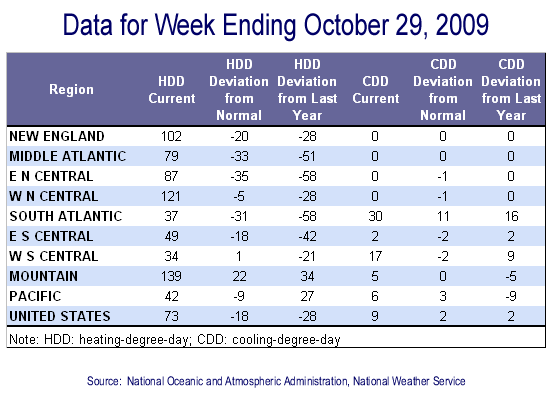 Data for Week Ending October 29, 2009
Region HDD Current HDD Deviation from Normal HDD Deviation from Last Year CDD Current CDD Deviation from Normal CDD Deviation from Last Year
NEW ENGLAND 102 -20 -28 0 0 0
MIDDLE ATLANTIC 79 -33 -51 0 0 0
E N CENTRAL 87 -35 -58 0 -1 0
W N CENTRAL 121 -5 -28 0 -1 0
SOUTH ATLANTIC 37 -31 -58 30 11 16
E S CENTRAL 49 -18 -42 2 -2 2
W S CENTRAL 34 1 -21 17 -2 9
MOUNTAIN 139 22 34 5 0 -5
PACIFIC 42 -9 27 6 3 -9
UNITED STATES 73 -18 -28 9 2 2
Note: HDD: heating-degree-day; CDD: cooling-degree-day
Source: National Oceanic and Atmospheric Administration, National Weather Service